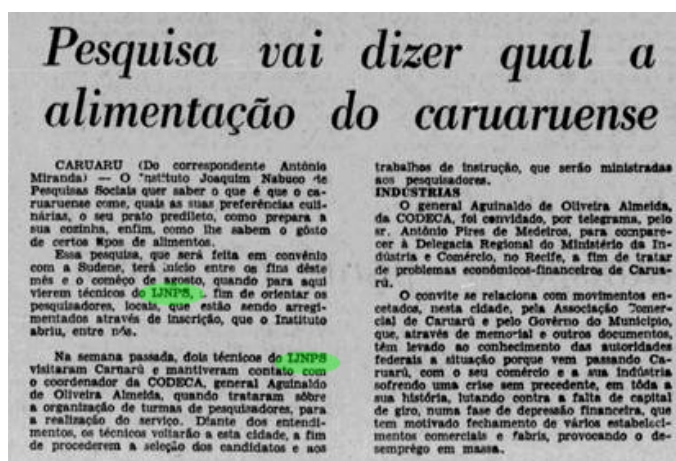 Pesquisa vai dizer qual a
alimentação do caruaruense
CARUARU (Do correspondente Antônio
Miranda) — O Instituto Joaquim Nabuco de
Pesquisas Sociais quer saber o que é que o ca-
ruaruense come, quais as suas preferências culi-
nárias, o seu prato predileto, como prepara a
sua cozinha, enfim, como lhe sabem o gôsto
de certos tipos de alimentos.
Essa pesquisa, que será feita em convênio
com a Sudene, terá início entre os fins dêste
mês e o comêço de agosto, quando para aqui
vierem técnicos do IJNPS, a fim de orientar os
pesquisadores, locais, que estão sendo arregi-
mentados através de inscrição, que o Instituto
abriu, entre nós.
Na semana passada, dois técnicos do IJNPS
visitaram Caruarú e mantiveram contato com
o coordenador da CODECA, general Aguinaldo
de Oliveira Almeida, quando trataram sôbre
a organização de turmas de pesquisadores, para
a realização do serviço. Diante dos entendi-
mentos, os técnicos voltarão a esta cidade, a fim
de procederem a seleção dos candidatos e aos
trabalhos de instrução, que serão ministradas
aos pesquisadores.
INDÚSTRIAS
O general Aguinaldo de Oliveira Almeida,
da CODECA, foi convidado, por telegrama, pelo
sr. Antônio Pires de Medeiros, para compare-
cer à Delegacia Regional do Ministério da In-
dústria e Comércio, no Recife, a fim de tratar
de problemas econômicos-financeiros de Carua-
rú.
O convite se relaciona com movimentos en-
cetados, nesta cidade, pela Associação Comer-
cial de Caruarú e pelo Govêrno do Município,
que, através de memorial e outros documentos,
têm levado ao conhecimento das autoridades
federais a situação porque vem passando Ca-
ruarú, com o seu comércio e a sua indústria
sofrendo uma crise sem precedente, em tôda a
sua história, lutando contra a falta de capital
de giro, numa fase de depressão financeira, que
tem motivado fechamento de vários estabeleci-
mentos comerciais e fabris, provocando o de-
semprêgo em massa.